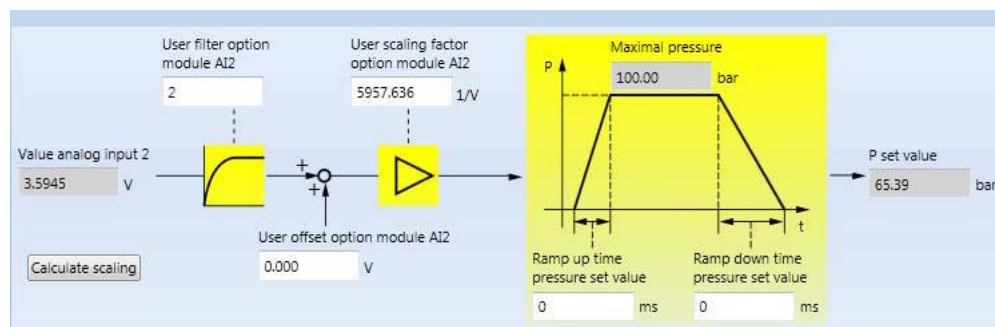 User filter option
module AI2
2
User scaling factor
option module AI2
5957.636
1/V
Maximal pressure
P
100.00
bar
Value analog input 2
3.5945
V
+
+
P set value
65.39
bar
t
User offset option module AI2
0.000
V
Calculate scaling
Ramp up time
pressure set value
0
ms
Ramp down time
pressure set value
0
ms